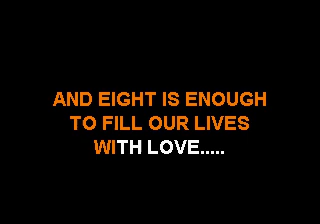 AND EIGHT IS ENOUGH
TO FILL OUR LIVES
WITH LOVE.....